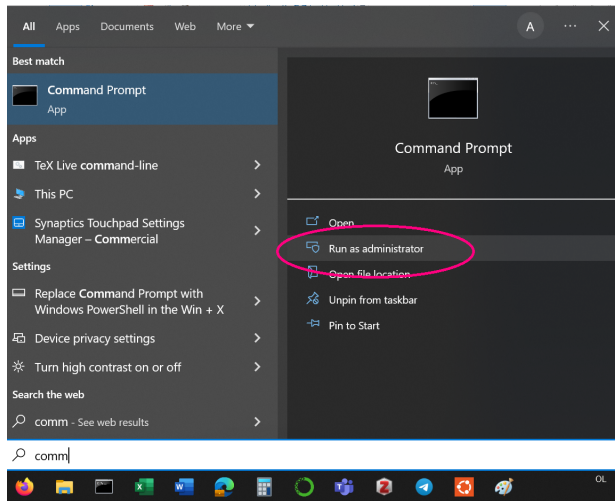 All Apps Documents Web More A ...
Best match
Command Prompt
App
Apps
TeX Live command-line
This PC
Synaptics Touchpad Settings
Manager – Commercial
Settings
Replace Command Prompt with
Windows PowerShell in the Win + X
Device privacy settings
Turn high contrast on or off
Search the web
comm - See web results
comm
Command Prompt
App
Open
Run as administrator
Open file location
Unpin from taskbar
Pin to Start
OL